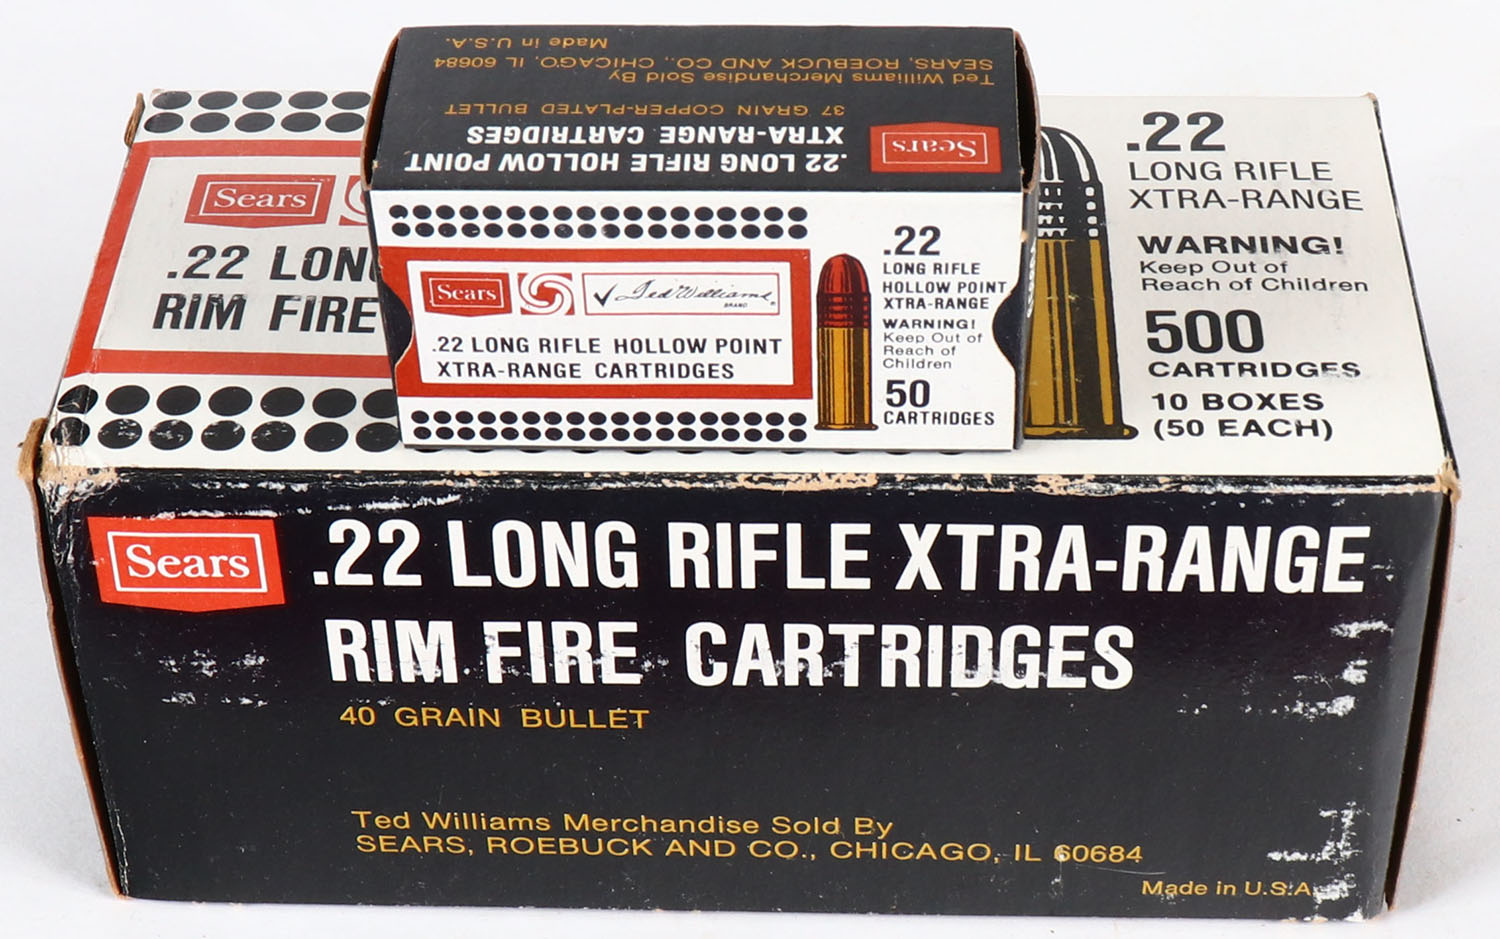 Made in U.S.A.
SEARS, ROEBUCK AND CO., CHICAGO, IL 60684
Ted Williams Merchandise Sold By
37 GRAIN COPPER-PLATED BULLET
XTRA-RANGE CARTRIDGES
.22 LONG RIFLE HOLLOW POINT
Sears
Sears
Ted Williams
BRAND
.22 LONG RIFLE HOLLOW POINT
XTRA-RANGE CARTRIDGES
.22
LONG RIFLE
HOLLOW POINT
XTRA-RANGE
WARNING!
Keep Out of
Reach of
Children
50
CARTRIDGES
Sears
.22 LON
RIM FIRE
.22
LONG RIFLE
XTRA-RANGE
WARNING!
Keep Out of
Reach of Children
500
CARTRIDGES
10 BOXES
(50 EACH)
Sears
.22 LONG RIFLE XTRA-RANGE
RIM FIRE CARTRIDGES
40 GRAIN BULLET
Ted Williams Merchandise Sold By
SEARS, ROEBUCK AND CO., CHICAGO, IL 60684
Made in U.S.A.